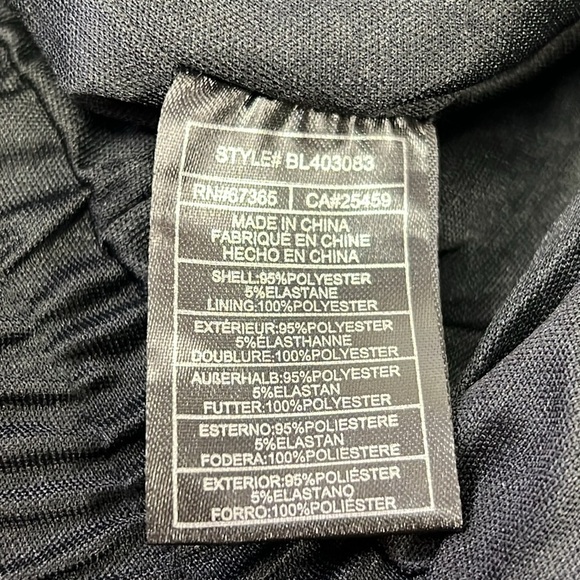 STYLE# BL403083
RN#67365 CA#25459
MADE IN CHINA
FABRIQUE EN CHINE
HECHO EN CHINA
SHELL:95%POLYESTER
5%ELASTANE
LINING:100%POLYESTER
EXTÉRIEUR:95%POLYESTER
5%ÉLASTHANNE
DOUBLURE:100%POLYESTER
AUßERHALB:95%POLYESTER
5%ELASTAN
FUTTER:100%POLYESTER
ESTERNO:95%POLIESTERE
5%ELASTAN
FODERA:100%POLIESTERE
EXTERIOR:95%POLIÉSTER
5%ELASTANO
FORRO:100%POLIÉSTER